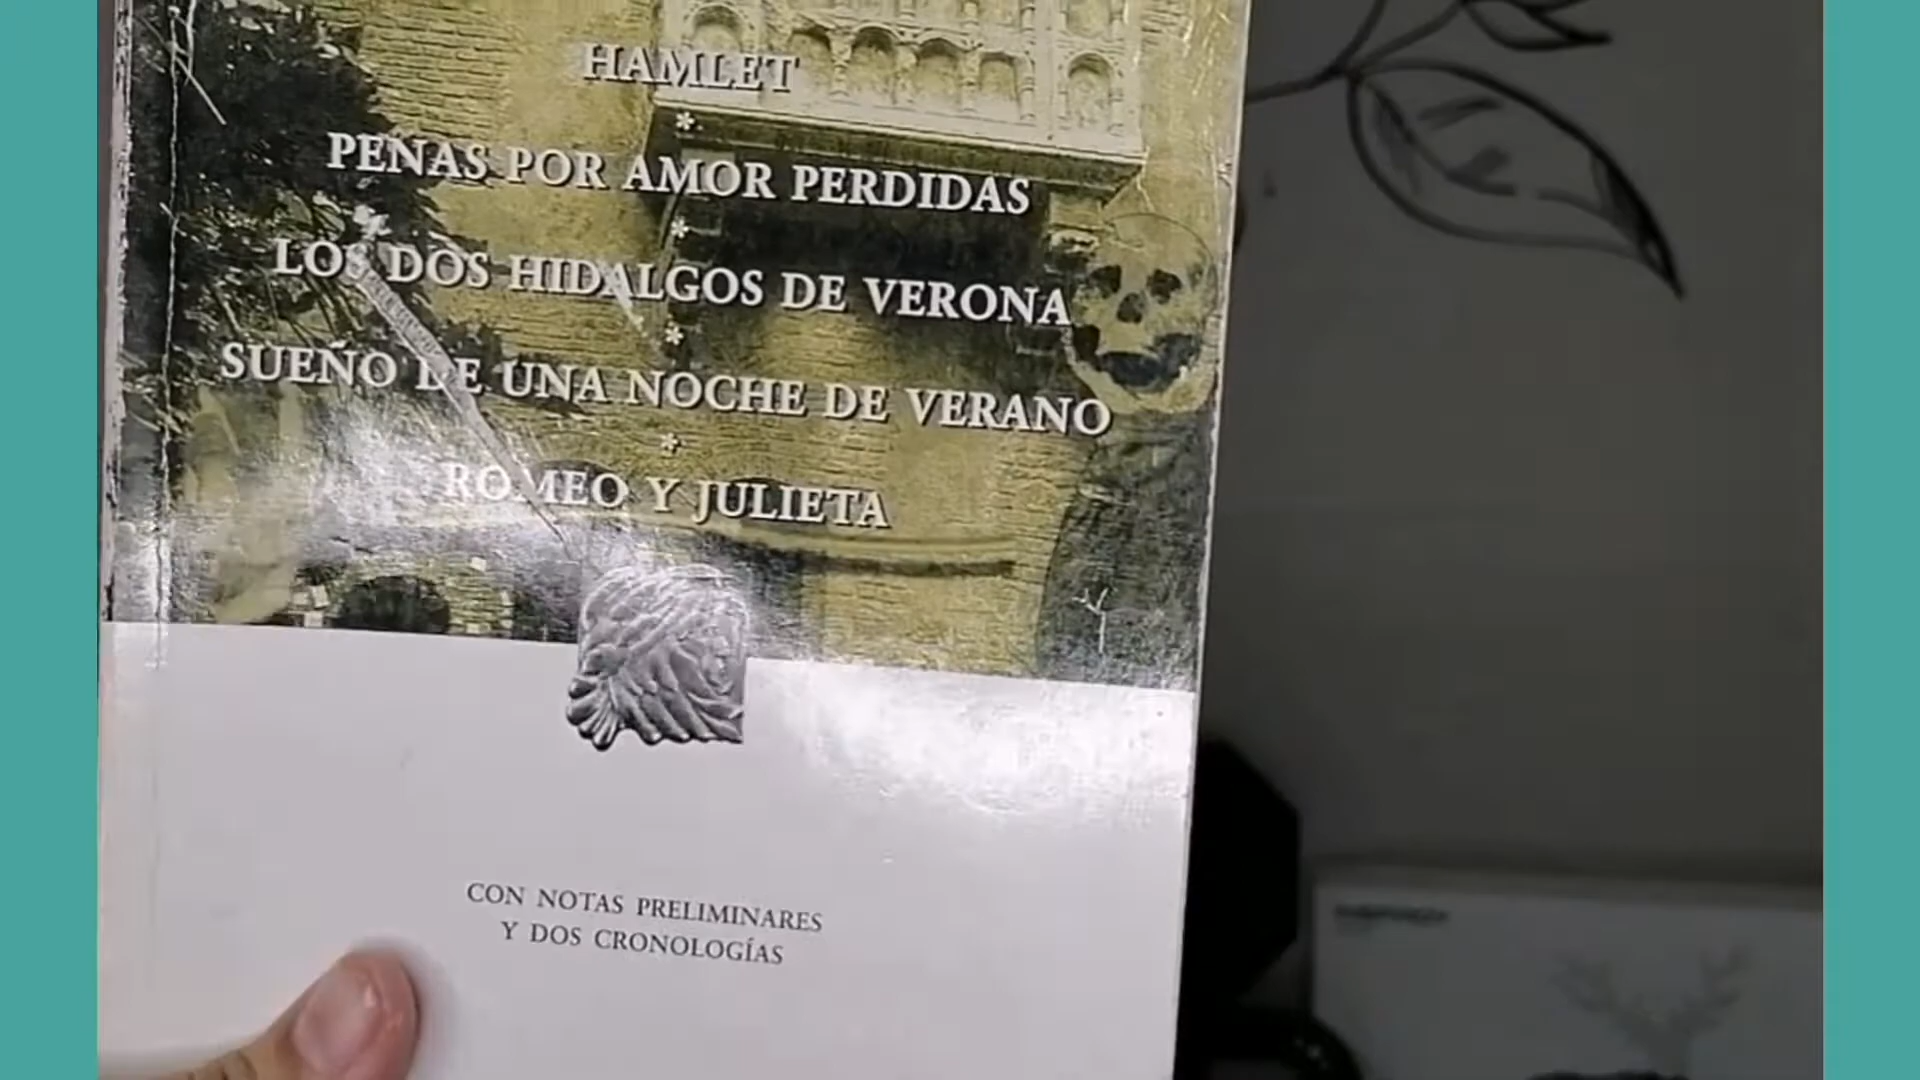 HAMLET
*
PENAS POR AMOR PERDIDAS
*
LOS DOS HIDALGOS DE VERONA
*
SUEÑO DE UNA NOCHE DE VERANO
*
ROMEO Y JULIETA
CON NOTAS PRELIMINARES
Y DOS CRONOLOGÍAS